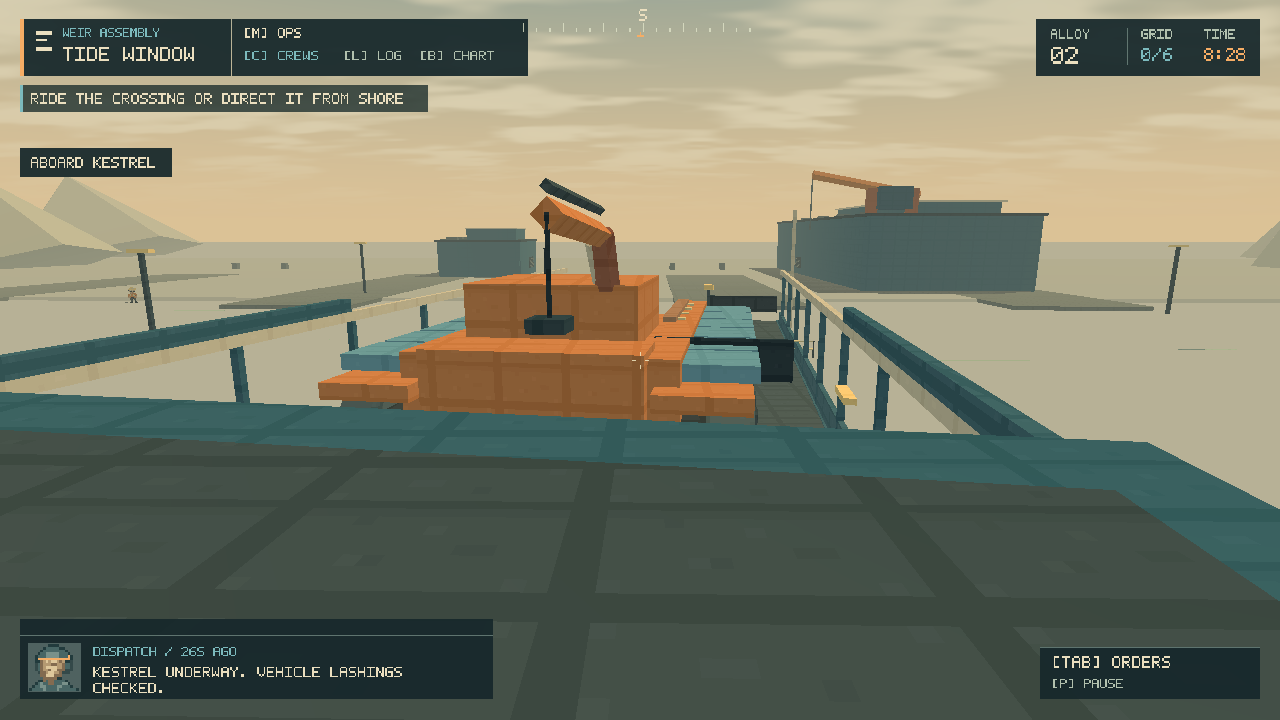 S
WEIR ASSEMBLY
TIDE WINDOW
[M] OPS
[C] CREWS [L] LOG [B] CHART
ALLOY
02
GRID
0/6
TIME
8:28
RIDE THE CROSSING OR DIRECT IT FROM SHORE
ABOARD KESTREL
DISPATCH / 26S AGO
KESTREL UNDERWAY. VEHICLE LASHINGS
CHECKED.
[TAB] ORDERS
[P] PAUSE